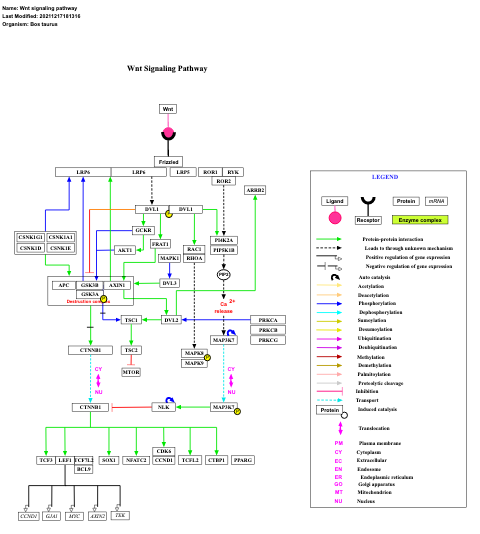 Name: Wnt signaling pathway
Last Modified: 20211217181316
Organism: Bos taurus
Wnt Signaling Pathway
Wnt
Frizzled
LRP6
LRP6
LRP5
ROR1
RYK
ROR2
ARRB2
DVL1
DVL1
GCKR
CSNK1G1
CSNK1A1
CSNK1D
CSNK1E
AKT1
FRAT1
RAC1
RHOA
PI4K2A
PIP5K1B
MAPK1
PIP2
APC
GSK3B
AXIN1
GSK3A
DVL3
Destruction
Ca 2+
release
TSC1
DVL2
PRKCA
PRKCB
PRKCG
MAP3K7
CTNNB1
TSC2
MAPK8
MAPK9
MTOR
CY
NU
CY
NU
CTNNB1
NLK
MAP3K7
TCF3
LEF1
TCF7L2
BCL9
SOX1
NFATC2
CDK6
CCND1
TCFL2
CTBP1
PPARG
CCND1
GJA1
MYC
AXIN2
TEK
LEGEND
Ligand
Receptor
Protein
mRNA
Enzyme complex
Protein-protein interaction
Leads to through unknown mechanism
Positive regulation of gene expression
Negative regulation of gene expression
Auto catalysis
Acetylation
Deacetylation
Phosphorylation
Dephosphorylation
Sumoylation
Desumoylation
Ubiquitination
Deubiquitination
Methylation
Demethylation
Palmitoylation
Proteolytic cleavage
Inhibition
Transport
Protein
Induced catalysis
Translocation
PM Plasma membrane
CY Cytoplasm
EC Extracellular
EN Endosome
ER Endoplasmic reticulum
GO Golgi apparatus
MT Mitochondrion
NU Nucleus